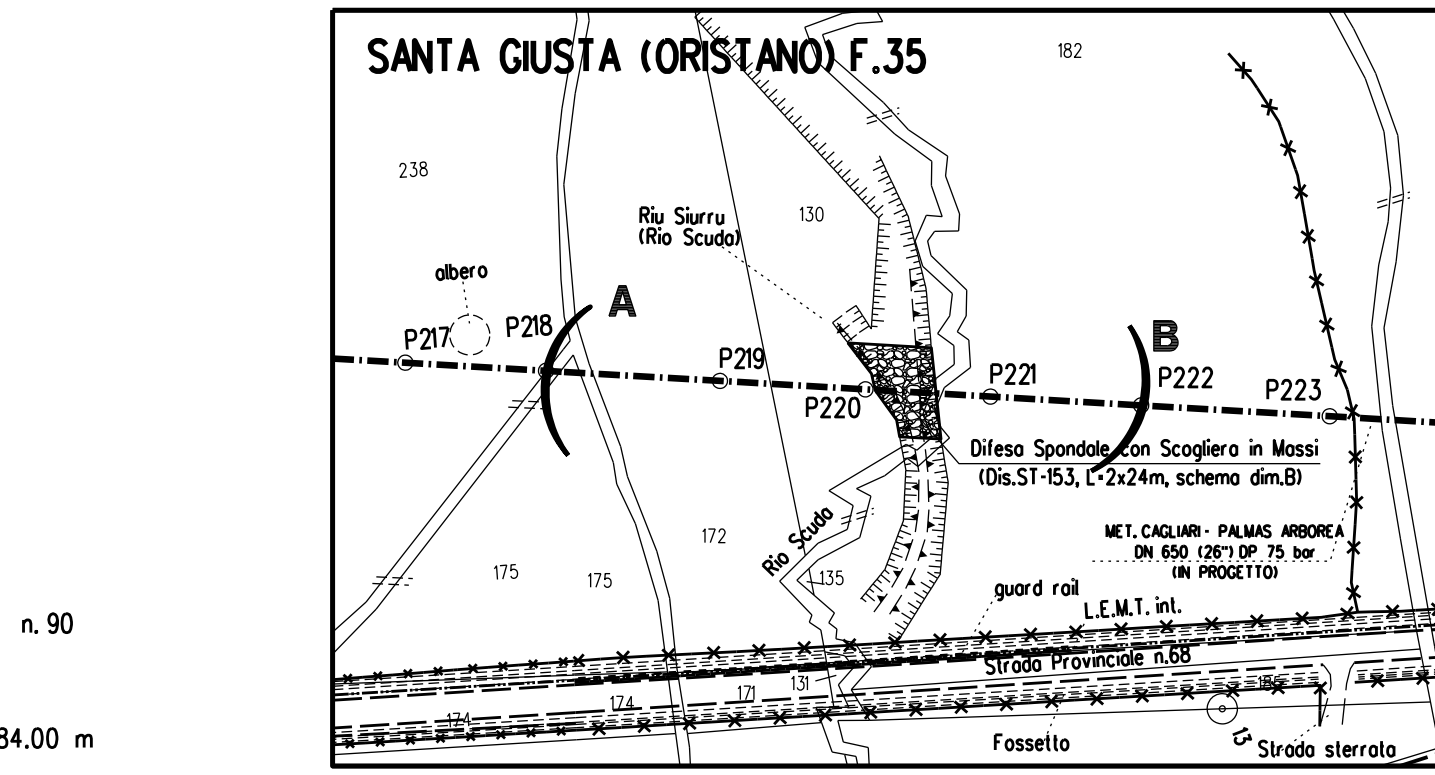 SANTA GIUSTA (ORISTANO) F.35
182
238
130
Riu Siurru
(Rio Scuda)
albero
A
B
P217
P218
P219
P220
P221
P222
P223
Difesa Spondale con Scogliera in Massi
(Dis.ST-153, L=2x24m, schema dim.B)
Rio Scuda
172
175
175
135
MET. CAGLIARI - PALMAS ARBOREA
DN 650 (26") DP 75 bar
(IN PROGETTO)
guard rail
L.E.M.T. int.
n. 90
Strada Provinciale n.68
131
171
174
174
185
13
84.00 m
Fossetto
Strada sterrata